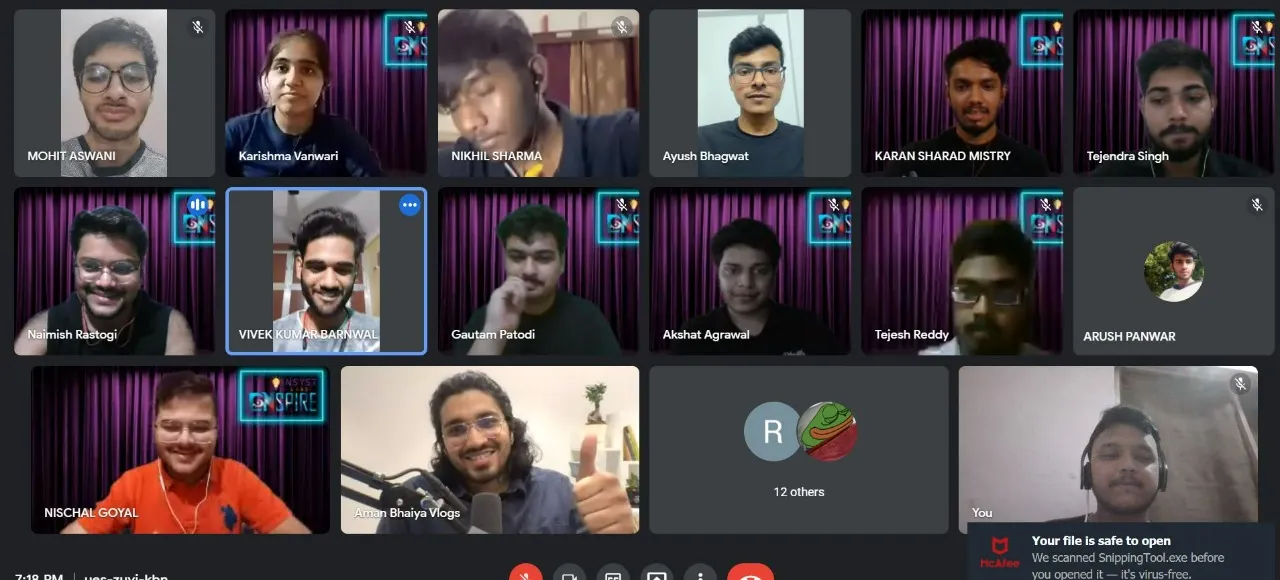 MOHIT ASWANI
Karishma Vanwari
NIKHIL SHARMA
Ayush Bhagwat
KARAN SHARAD MISTRY
Tejendra Singh
Naimish Rastogi
VIVEK KUMAR BARNWAL
Gautam Patodi
Akshat Agrawal
Tejesh Reddy
ARUSH PANWAR
NISCHAL GOYAL
Aman Bhaiya Vlogs
R
12 others
You
Your file is safe to open
We scanned SnippingTool.exe before
you opened it — it's virus-free.
McAfee
7:18 PM